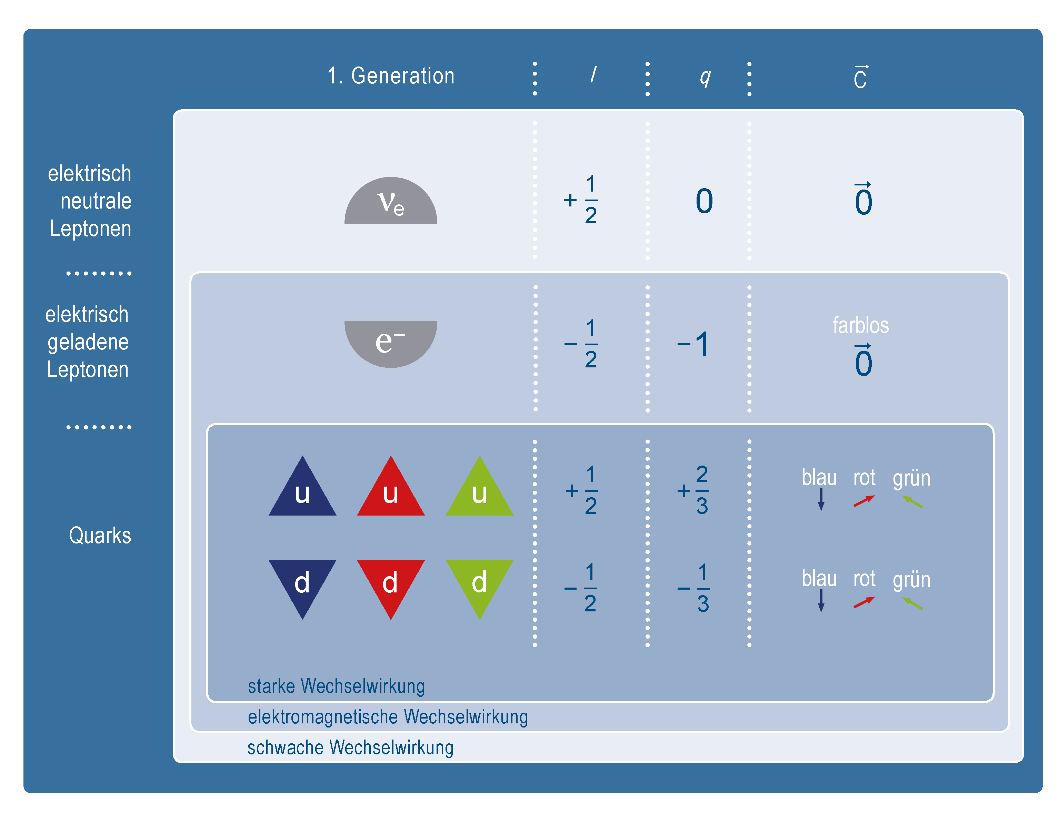 1. Generation I q C⃗
elektrisch
neutrale
Leptonen
νe + 1/2 0 0⃗
elektrisch
geladene
Leptonen
e⁻ − 1/2 −1 farblos 0⃗
Quarks
u u u + 1/2 + 2/3 blau rot grün
d d d − 1/2 − 1/3 blau rot grün
starke Wechselwirkung
elektromagnetische Wechselwirkung
schwache Wechselwirkung